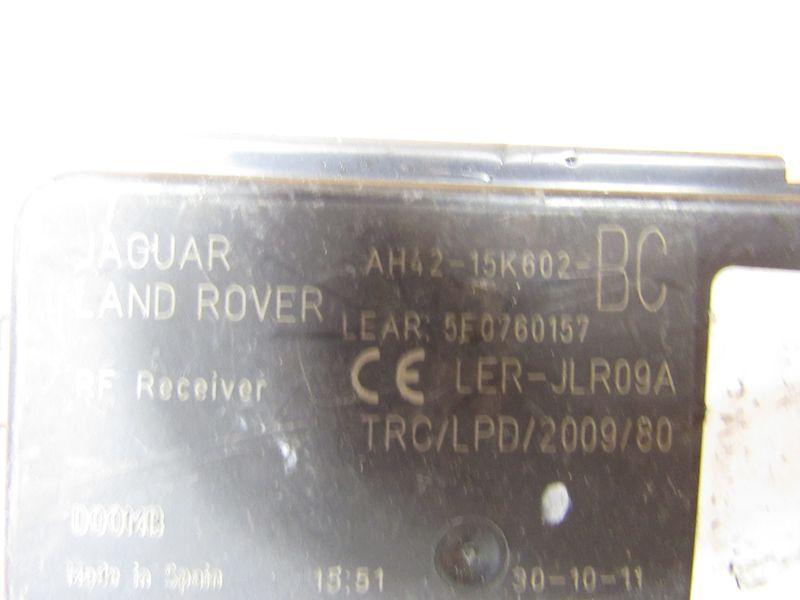 JAGUAR
LAND ROVER
AH42-15K602-BC
LEAR: 5F0760157
RF Receiver
CE LER-JLR09A
TRC/LPD/2009/80
D00MB
Made in Spain
15:51
30-10-11